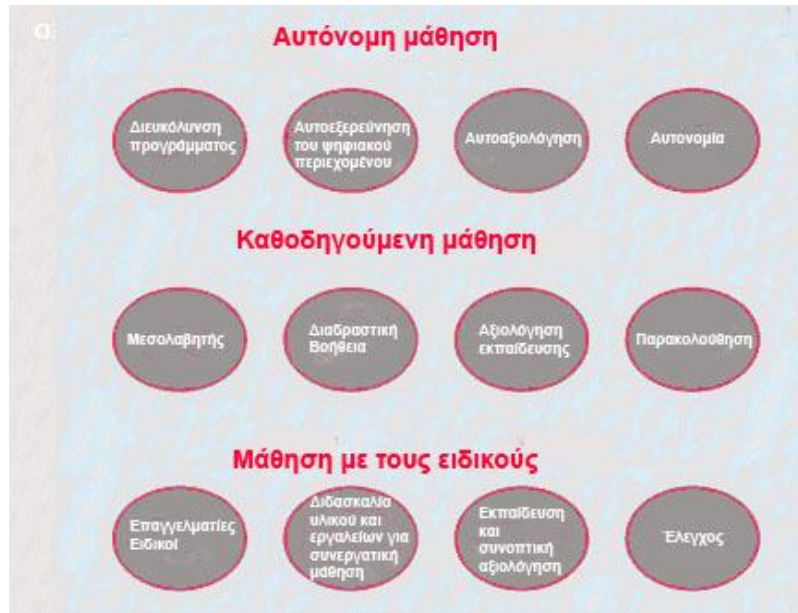 Αυτόνομη μάθηση
Διευκόλυνση
προγράμματος
Αυτοεξερεύνηση
του ψηφιακού
περιεχομένου
Αυτοαξιολόγηση
Αυτονομία
Καθοδηγούμενη μάθηση
Μεσολαβητής
Διαδραστική
Βοήθεια
Αξιολόγηση
εκπαίδευσης
Παρακολούθηση
Μάθηση με τους ειδικούς
Επαγγελματίες
Ειδικοί
Διδασκαλία
υλικού και
εργαλείων για
συνεργατική
μάθηση
Εκπαίδευση
και
συνοπτική
αξιολόγηση
Έλεγχος